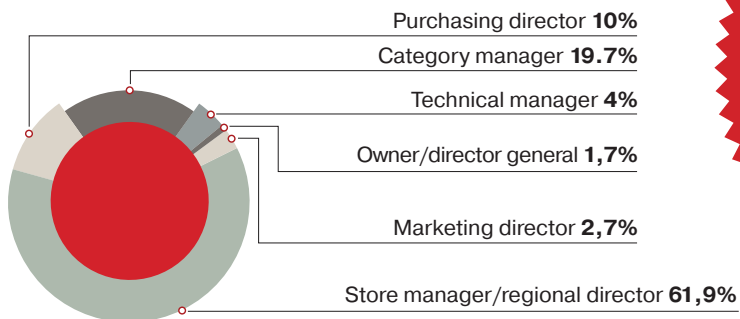 Purchasing director 10%
Category manager 19.7%
Technical manager 4%
Owner/director general 1,7%
Marketing director 2,7%
Store manager/regional director 61,9%